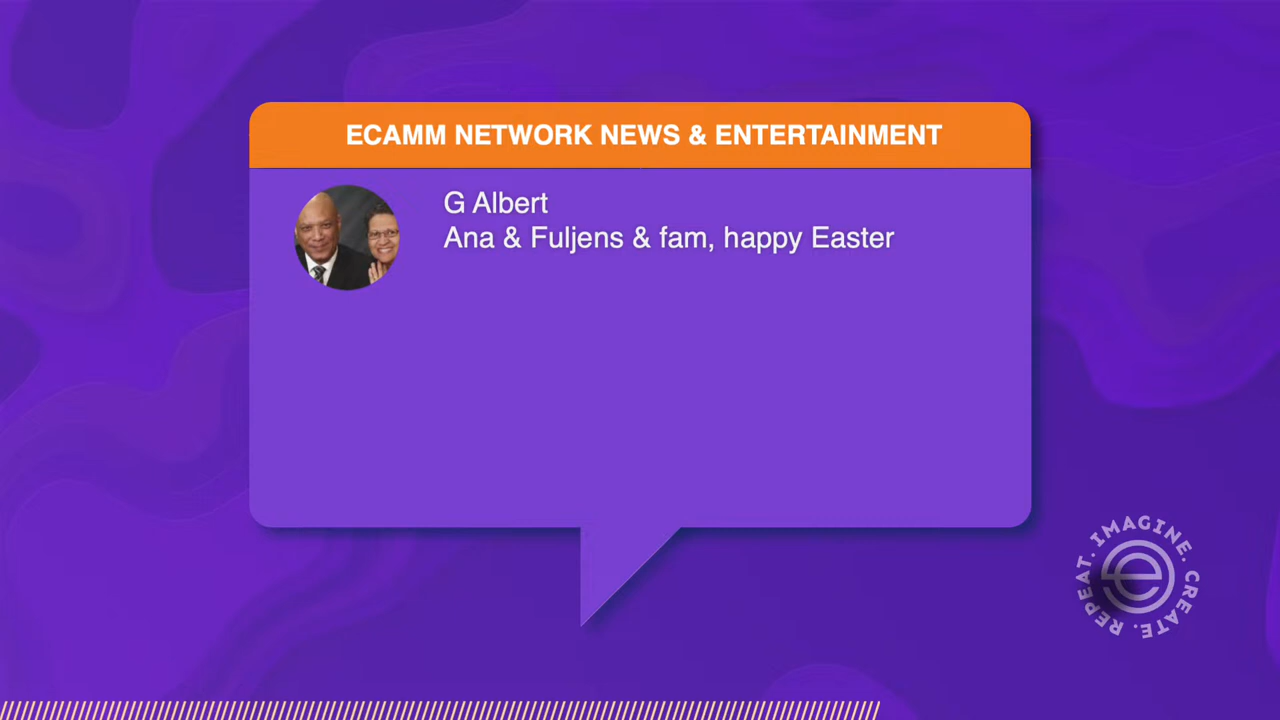 ECAMM NETWORK NEWS & ENTERTAINMENT
G Albert
Ana & Fuljens & fam, happy Easter
IMAGINE. CREATE. REPEAT.
e